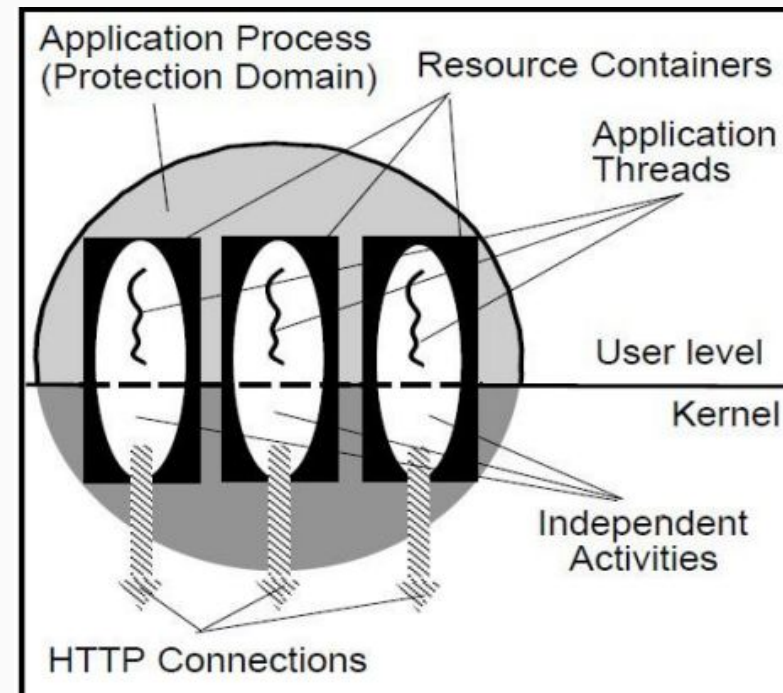 Application Process
(Protection Domain)
Resource Containers
Application
Threads
User level
Kernel
Independent
Activities
HTTP Connections